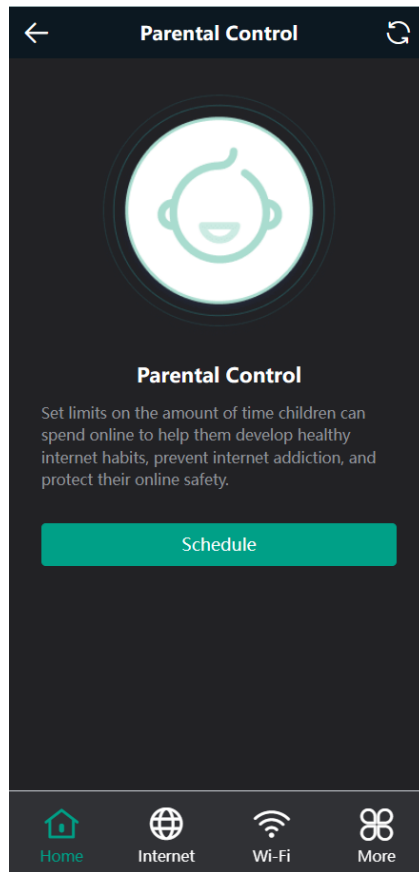 Parental Control
Parental Control
Set limits on the amount of time children can
spend online to help them develop healthy
internet habits, prevent internet addiction, and
protect their online safety.
Schedule
Home Internet Wi-Fi More